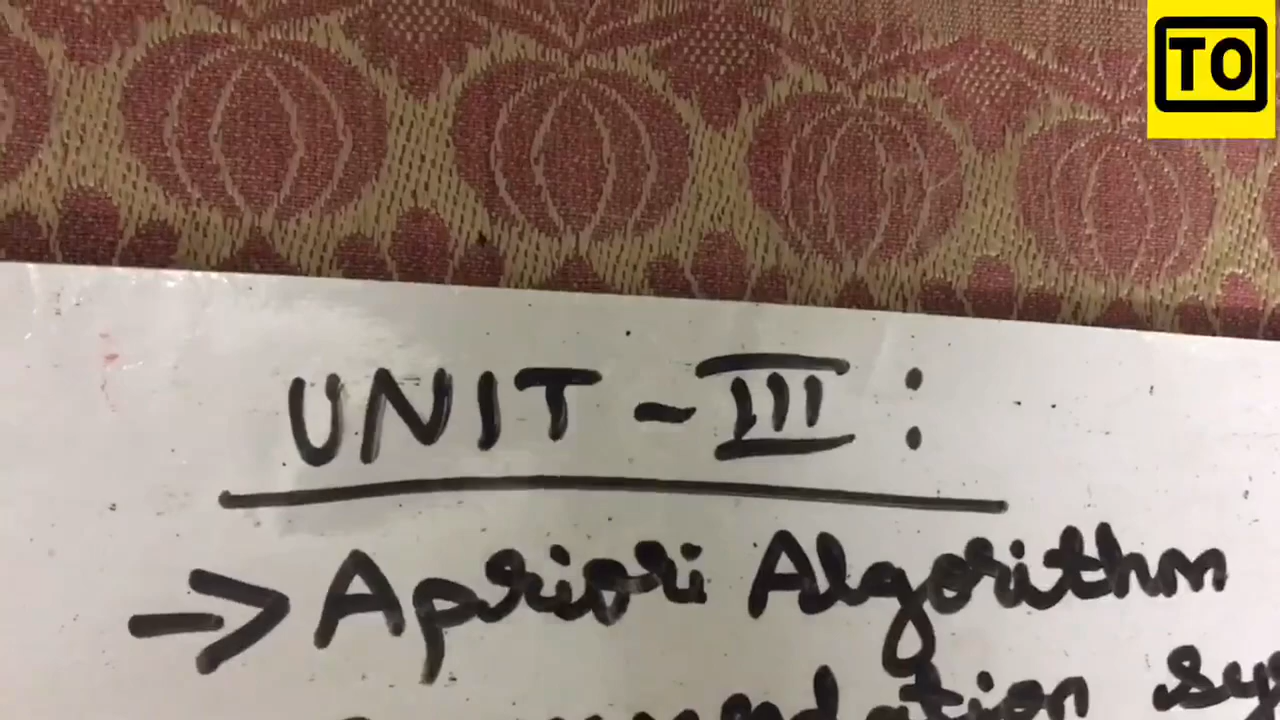 TO
UNIT - III :
→ Apriori Algorithm